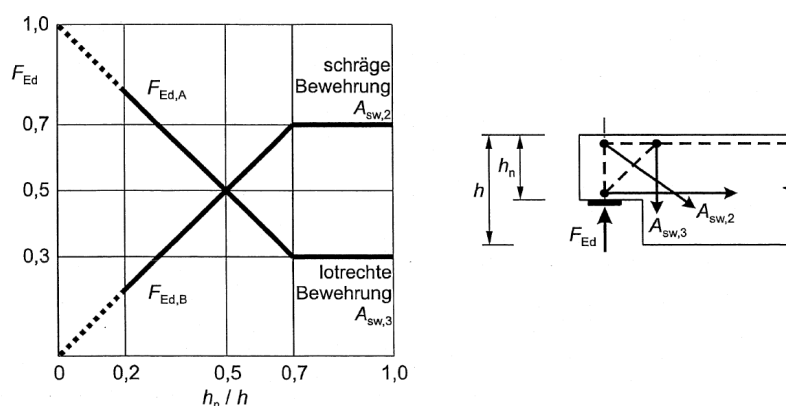 1,0
F_Ed
0,7
0,5
0,3
0 0,2 0,5 0,7 1,0
h_n / h
F_Ed,A
F_Ed,B
schräge
Bewehrung
A_sw,2
lotrechte
Bewehrung
A_sw,3
h
h_n
F_Ed
A_sw,2
A_sw,3